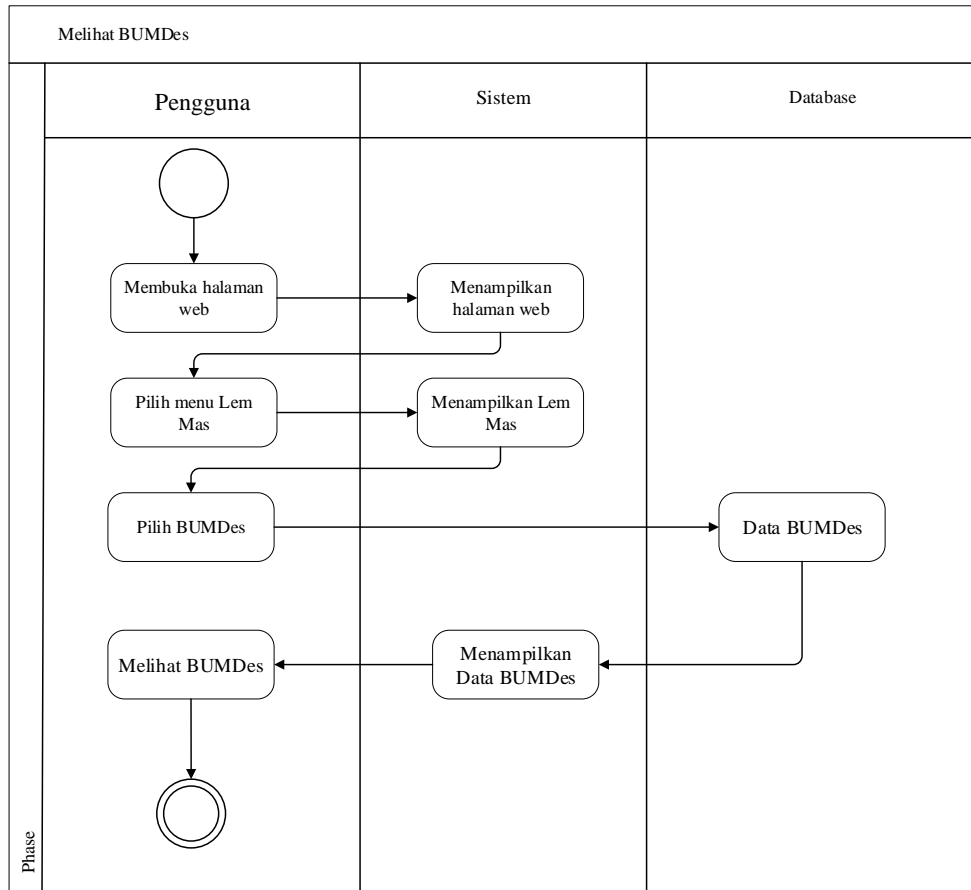 Melihat BUMDes
Pengguna
Sistem
Database
Membuka halaman
web
Menampilkan
halaman web
Pilih menu Lem
Mas
Menampilkan Lem
Mas
Pilih BUMDes
Data BUMDes
Melihat BUMDes
Menampilkan
Data BUMDes
Phase